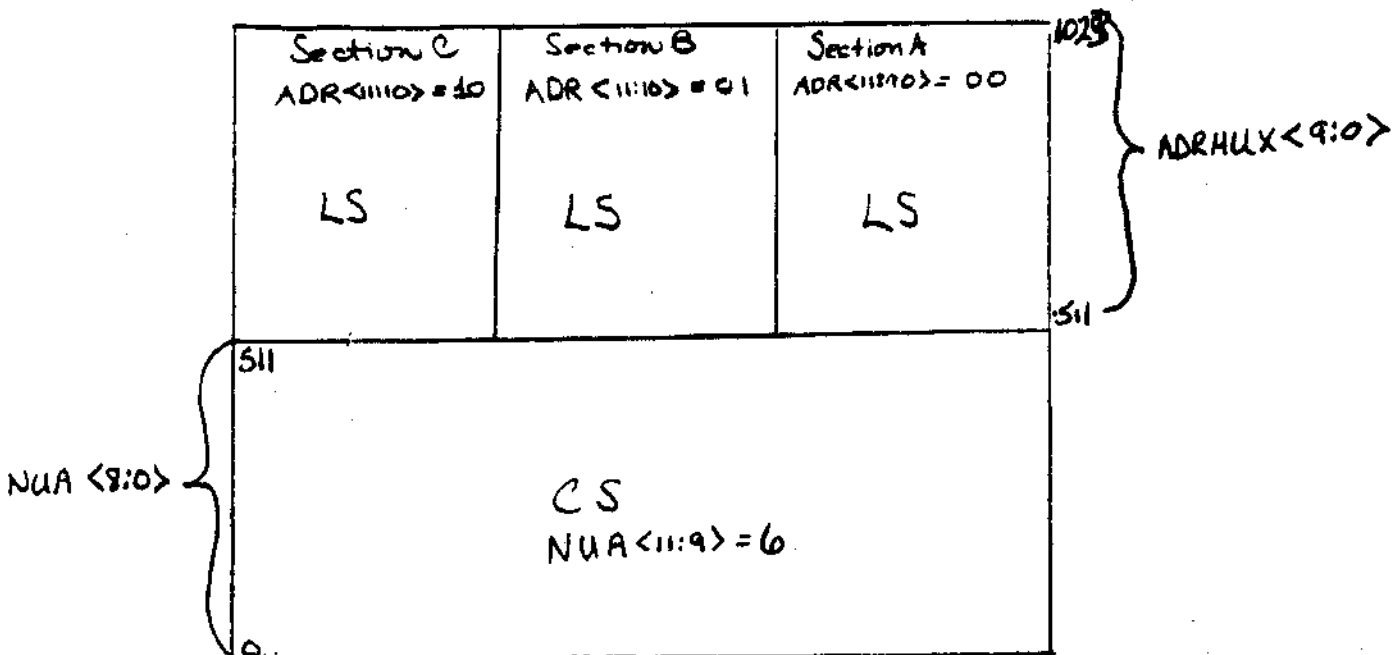 Section C
ADR<11:10> = 10
LS
Section B
ADR<11:10> = 01
LS
Section A
ADR<11:10> = 00
LS
ADRMUX<9:0>
511
511
NUA <8:0>
CS
NUA<11:9> = 6
0